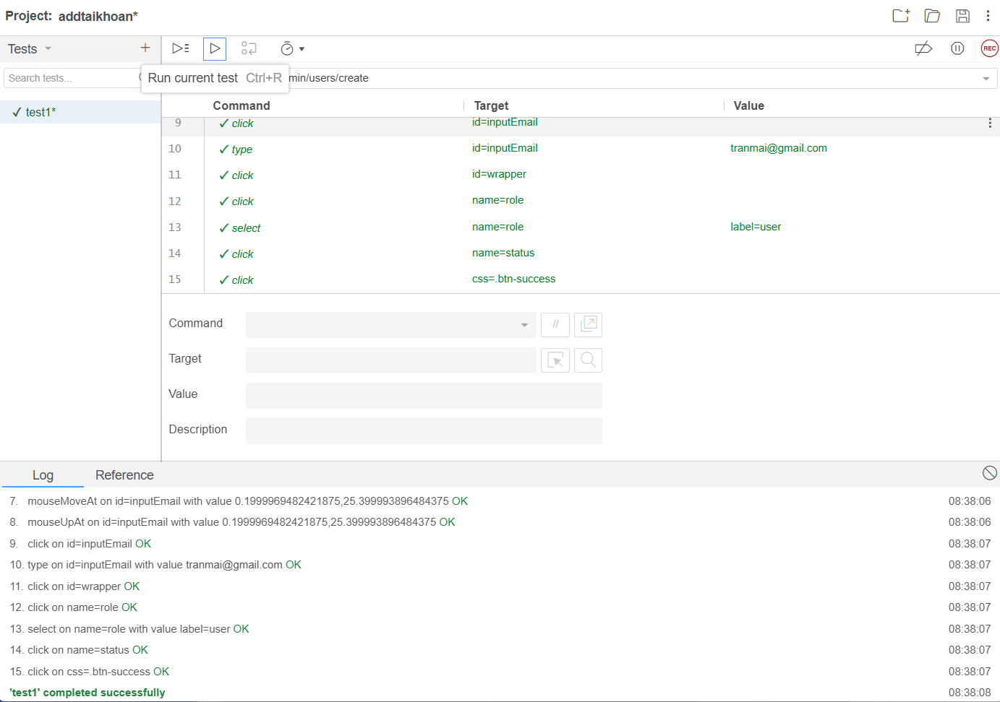 Project: addtaikhoan*
Tests
REC
Search tests...
Run current test Ctrl+R
min/users/create
Command Target Value
test1*
9 click id=inputEmail
10 type id=inputEmail tranmai@gmail.com
11 click id=wrapper
12 click name=role
13 select name=role label=user
14 click name=status
15 click css=.btn-success
Command //
Target
Value
Description
Log Reference
7. mouseMoveAt on id=inputEmail with value 0.1999969482421875,25.399993896484375 OK 08:38:06
8. mouseUpAt on id=inputEmail with value 0.1999969482421875,25.399993896484375 OK 08:38:06
9. click on id=inputEmail OK 08:38:07
10. type on id=inputEmail with value tranmai@gmail.com OK 08:38:07
11. click on id=wrapper OK 08:38:07
12. click on name=role OK 08:38:07
13. select on name=role with value label=user OK 08:38:07
14. click on name=status OK 08:38:07
15. click on css=.btn-success OK 08:38:07
'test1' completed successfully 08:38:08